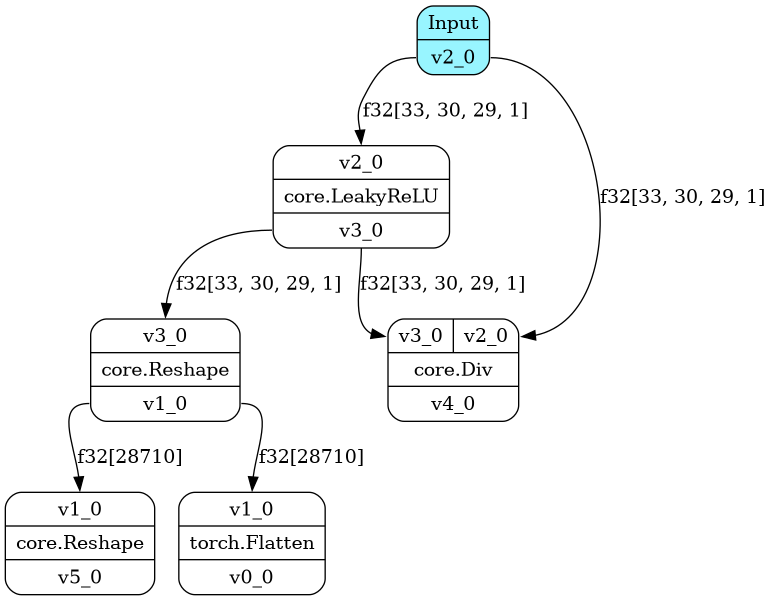 Input
v2_0
f32[33, 30, 29, 1]
v2_0
core.LeakyReLU
v3_0
f32[33, 30, 29, 1]
f32[33, 30, 29, 1]
f32[33, 30, 29, 1]
v3_0
core.Reshape
v1_0
v3_0 v2_0
core.Div
v4_0
f32[28710]
f32[28710]
v1_0
core.Reshape
v5_0
v1_0
torch.Flatten
v0_0